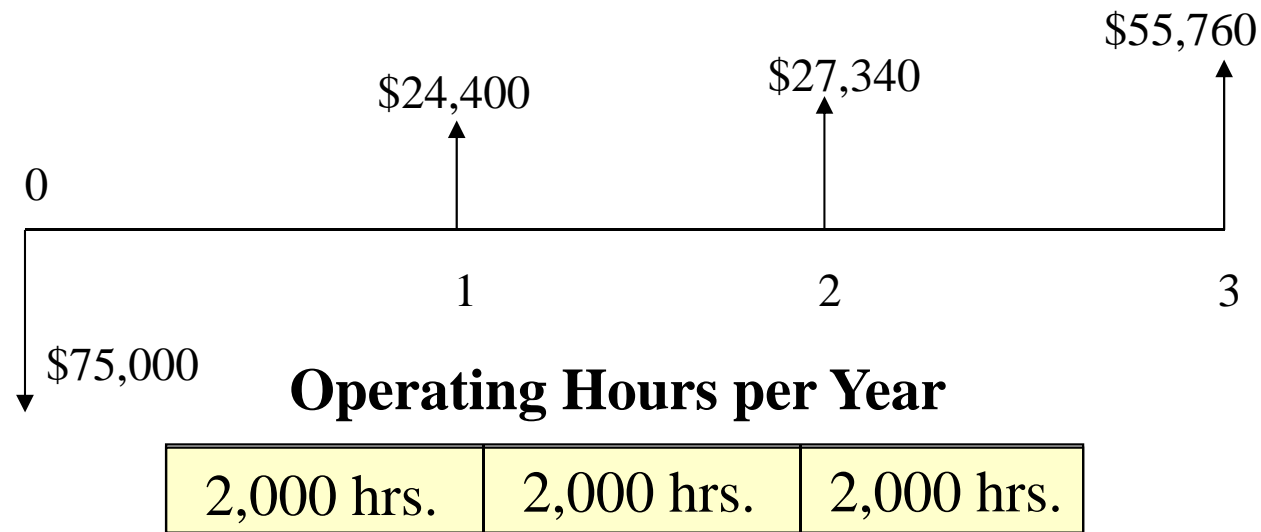 $55,760
$24,400
$27,340
0
1
2
3
$75,000
Operating Hours per Year
2,000 hrs.
2,000 hrs.
2,000 hrs.